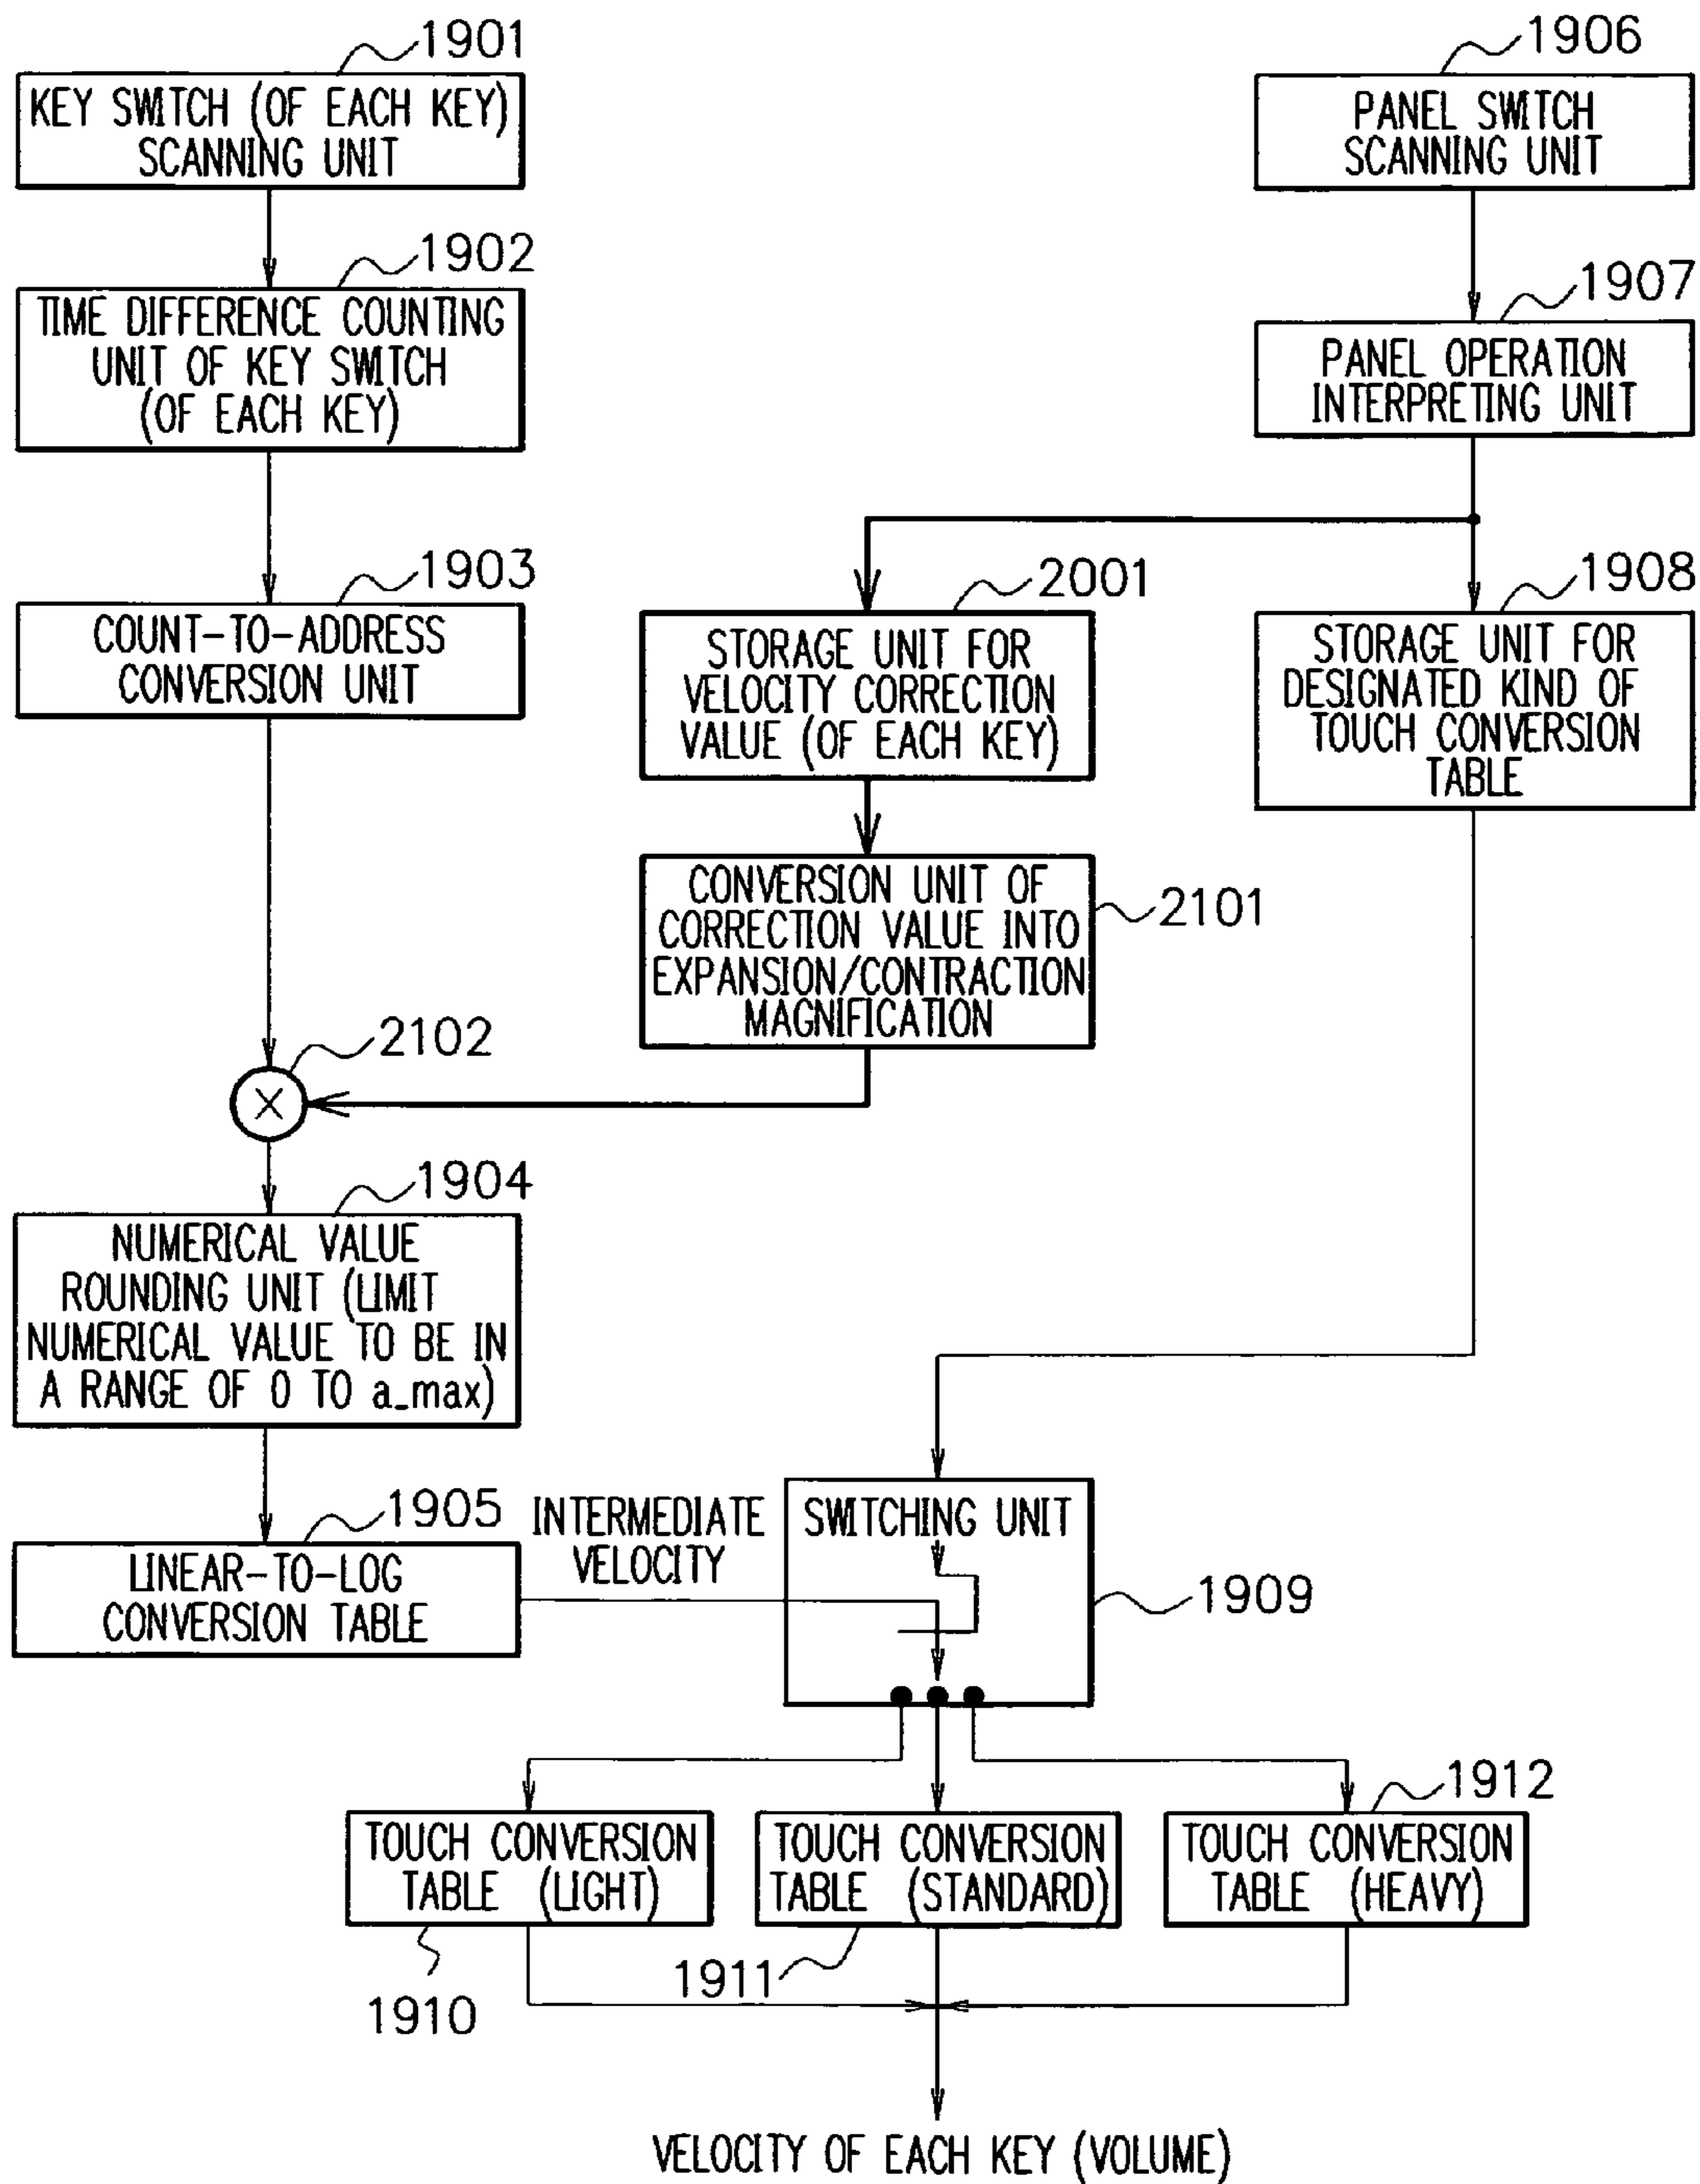 1901
KEY SWITCH (OF EACH KEY)
SCANNING UNIT
1906
PANEL SWITCH
SCANNING UNIT
1902
TIME DIFFERENCE COUNTING
UNIT OF KEY SWITCH
(OF EACH KEY)
1907
PANEL OPERATION
INTERPRETING UNIT
1903
COUNT-TO-ADDRESS
CONVERSION UNIT
2001
STORAGE UNIT FOR
VELOCITY CORRECTION
VALUE (OF EACH KEY)
1908
STORAGE UNIT FOR
DESIGNATED KIND OF
TOUCH CONVERSION
TABLE
CONVERSION UNIT OF
CORRECTION VALUE INTO
EXPANSION/CONTRACTION
MAGNIFICATION
2101
2102
X
1904
NUMERICAL VALUE
ROUNDING UNIT (LIMIT
NUMERICAL VALUE TO BE IN
A RANGE OF 0 TO a_max)
1905
LINEAR-TO-LOG
CONVERSION TABLE
INTERMEDIATE
VELOCITY
SWITCHING UNIT
1909
TOUCH CONVERSION
TABLE (LIGHT)
1910
TOUCH CONVERSION
TABLE (STANDARD)
1911
1912
TOUCH CONVERSION
TABLE (HEAVY)
VELOCITY OF EACH KEY (VOLUME)